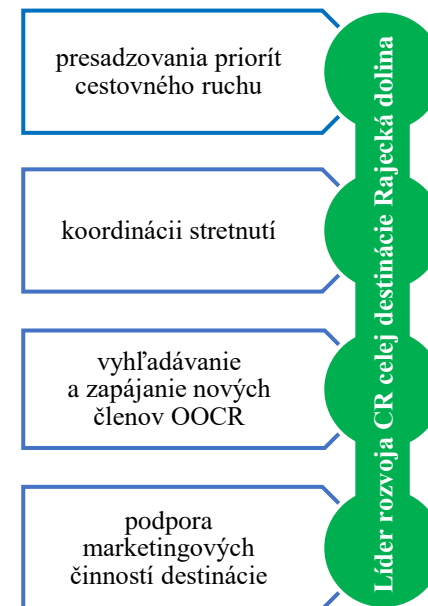 presadzovania priorít
cestovného ruchu
koordinácii stretnutí
vyhľadávanie
a zapájanie nových
členov OOCR
podpora
marketingových
činností destinácie
Líder rozvoja CR celej destinácie Rajecká dolina